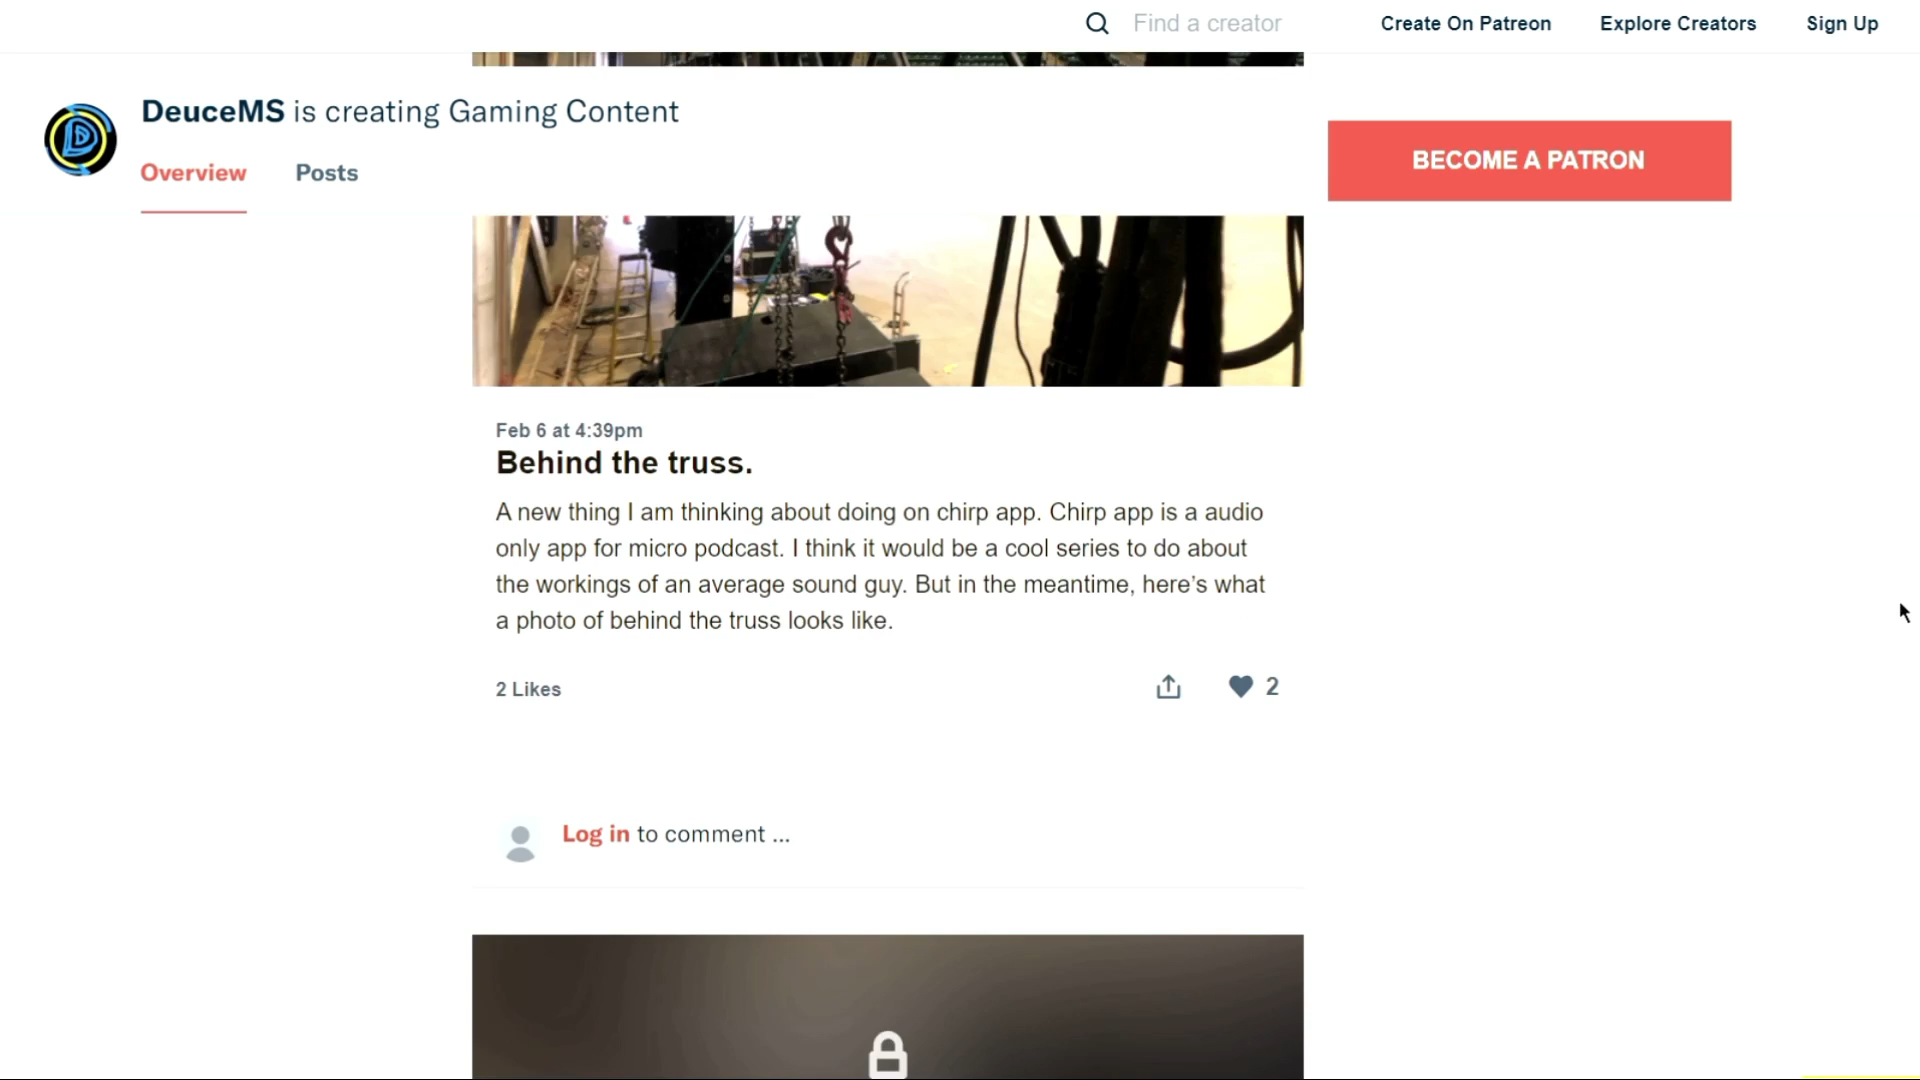 Find a creator
Create On Patreon
Explore Creators
Sign Up
DeuceMS is creating Gaming Content
Overview
Posts
BECOME A PATRON
Feb 6 at 4:39pm
Behind the truss.
A new thing I am thinking about doing on chirp app. Chirp app is a audio
only app for micro podcast. I think it would be a cool series to do about
the workings of an average sound guy. But in the meantime, here’s what
a photo of behind the truss looks like.
2 Likes
2
Log in to comment ...